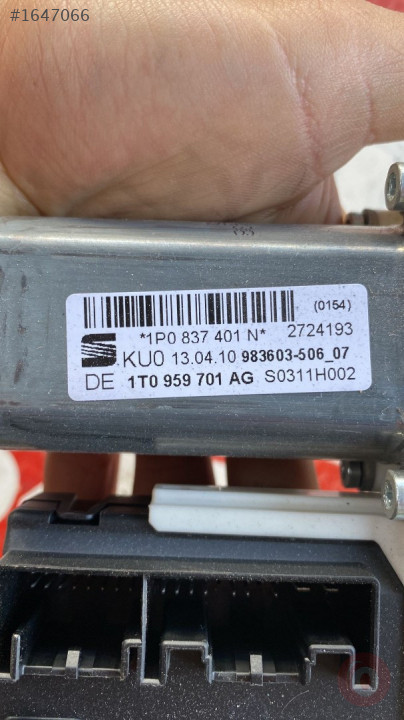 #1647066
(0154)
*1P0 837 401 N* 2724193
KU0 13.04.10 983603-506_07
DE 1T0 959 701 AG S0311H002